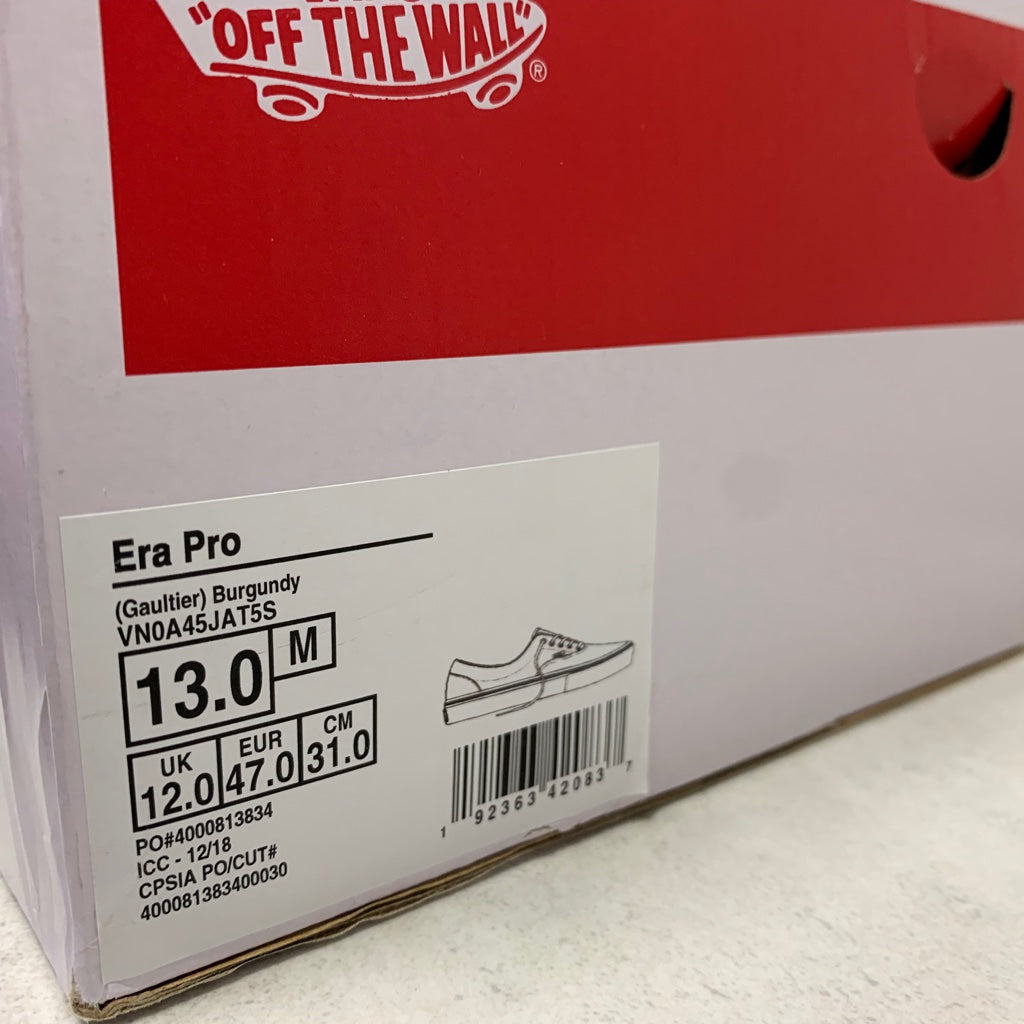 "OFF THE WALL"
®
Era Pro
(Gaultier) Burgundy
VN0A45JAT5S
13.0 M
UK EUR CM
12.0 47.0 31.0
PO#4000813834
ICC - 12/18
CPSIA PO/CUT#
400081383400030
1 92363 42083 7